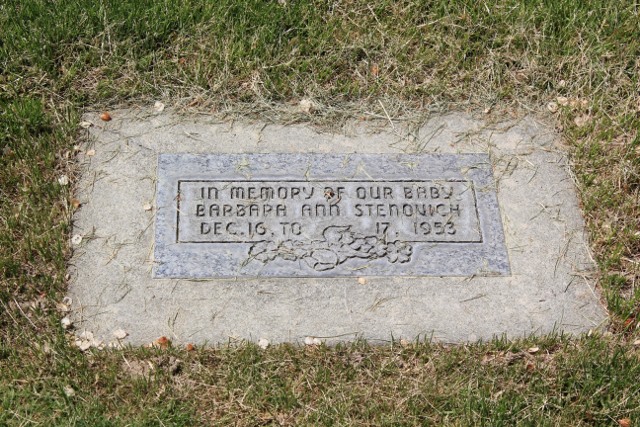 IN MEMORY OF OUR BABY
BARBARA ANN STENOVICH
DEC. 16, TO 17, 1953